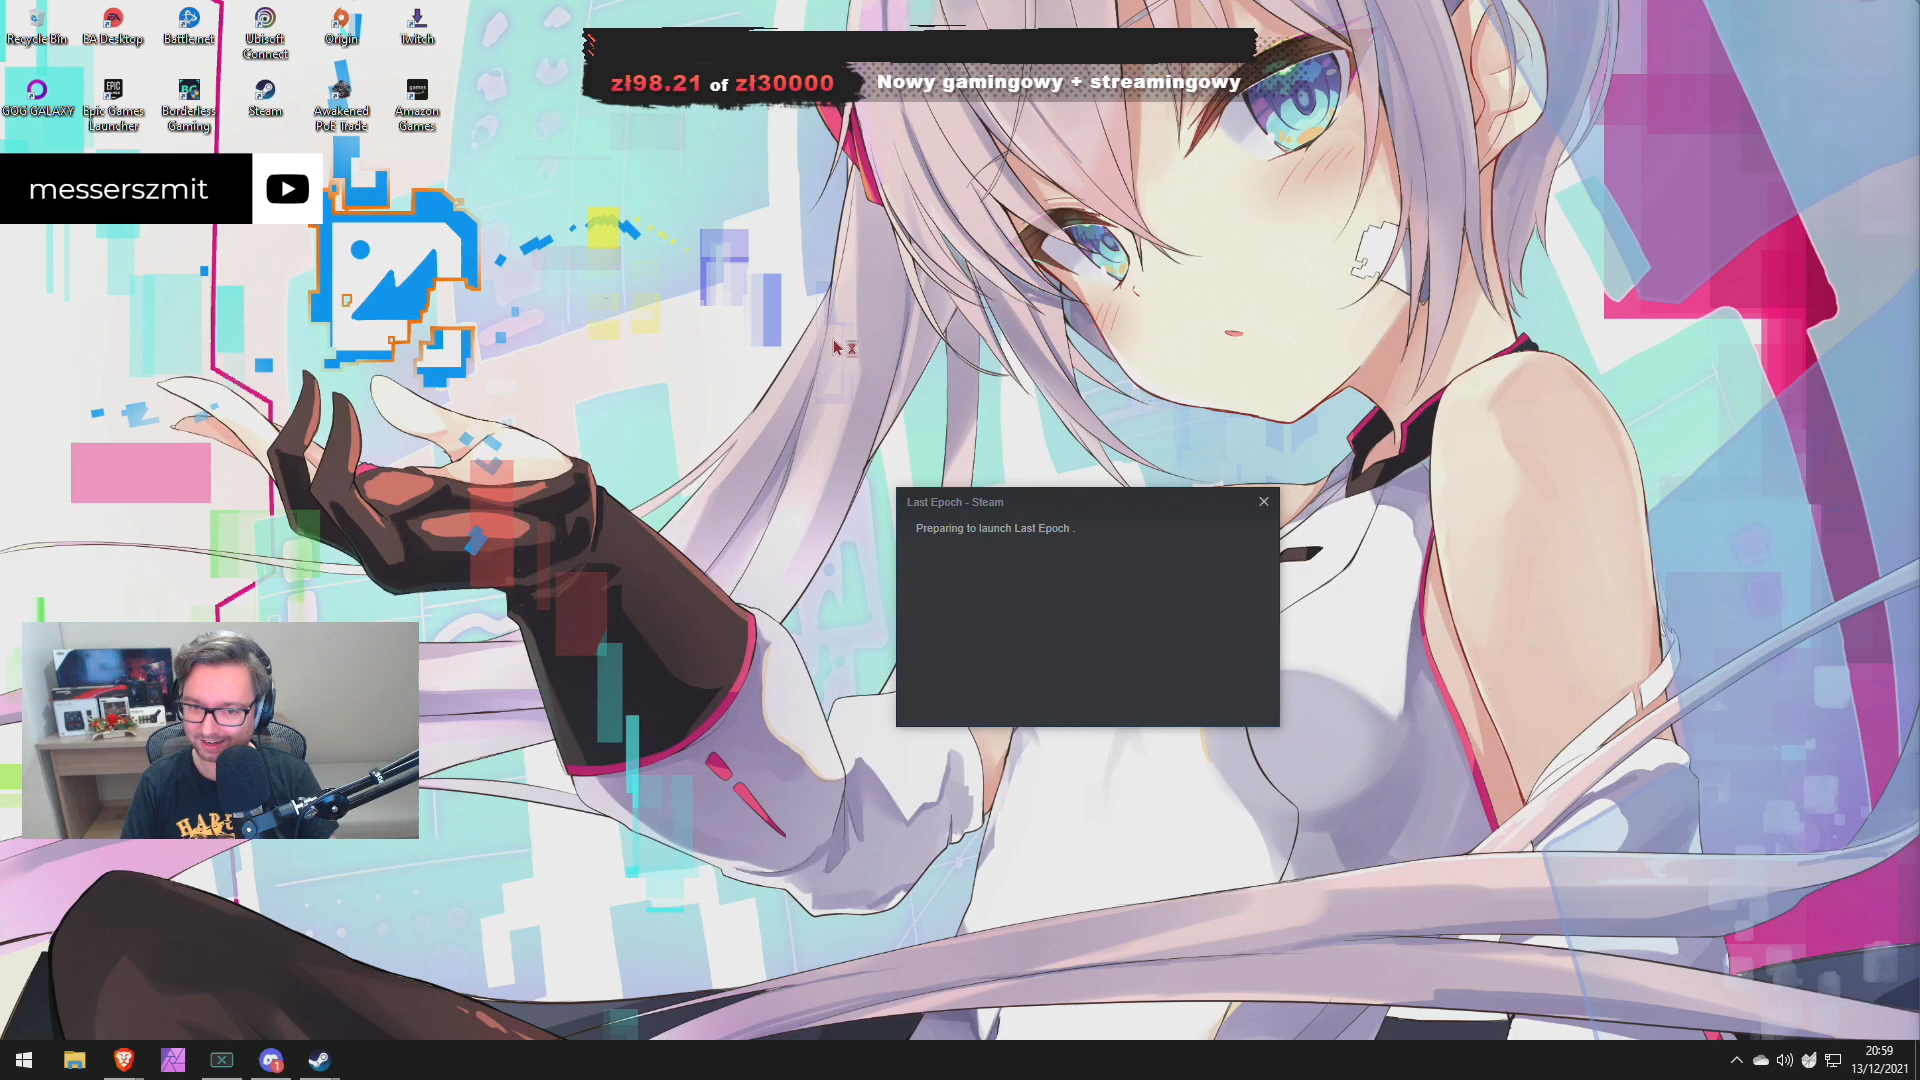 Recycle Bin
EA Desktop
Battle.net
Ubisoft
Connect
Origin
Twitch
GOG GALAXY
Epic Games
Launcher
Borderless
Gaming
Steam
Awakened
PoE Trade
Amazon
Games
zł98.21 of zł30000
Nowy gamingowy + streamingowy
messerszmit
Last Epoch - Steam
Preparing to launch Last Epoch .
20:59
13/12/2021